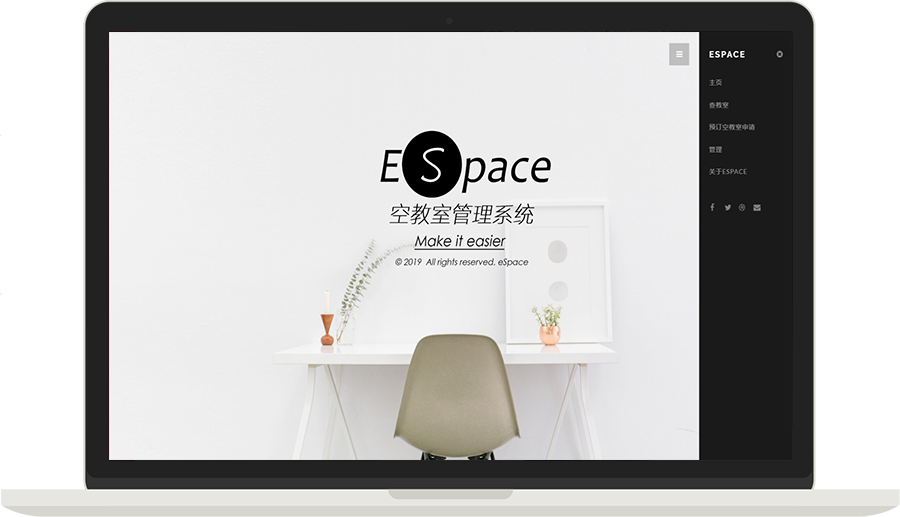 ESpace
空教室管理系统
Make it easier
© 2019 All rights reserved. eSpace
ESPACE
主页
查教室
预订空教室申请
管理
关于ESPACE